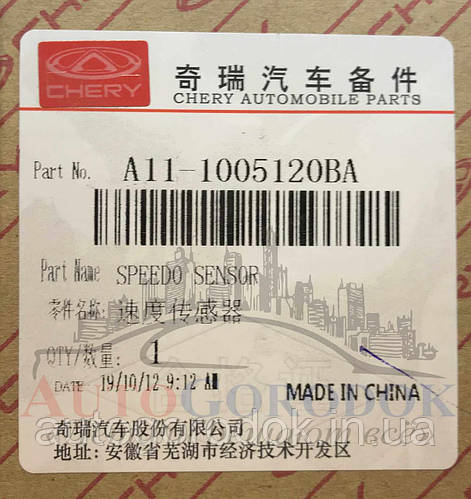 CHERY
奇瑞汽车备件
CHERY AUTOMOBILE PARTS
Part No. A11-1005120BA
Part Name SPEEDO SENSOR
零件名称: 速度传感器
QTY/数量: 1
DATE 19/10/12 9:12 AM
MADE IN CHINA
AUTOGORODOK
autogorodok.in.ua
奇瑞汽车股份有限公司
地址: 安徽省芜湖市经济技术开发区